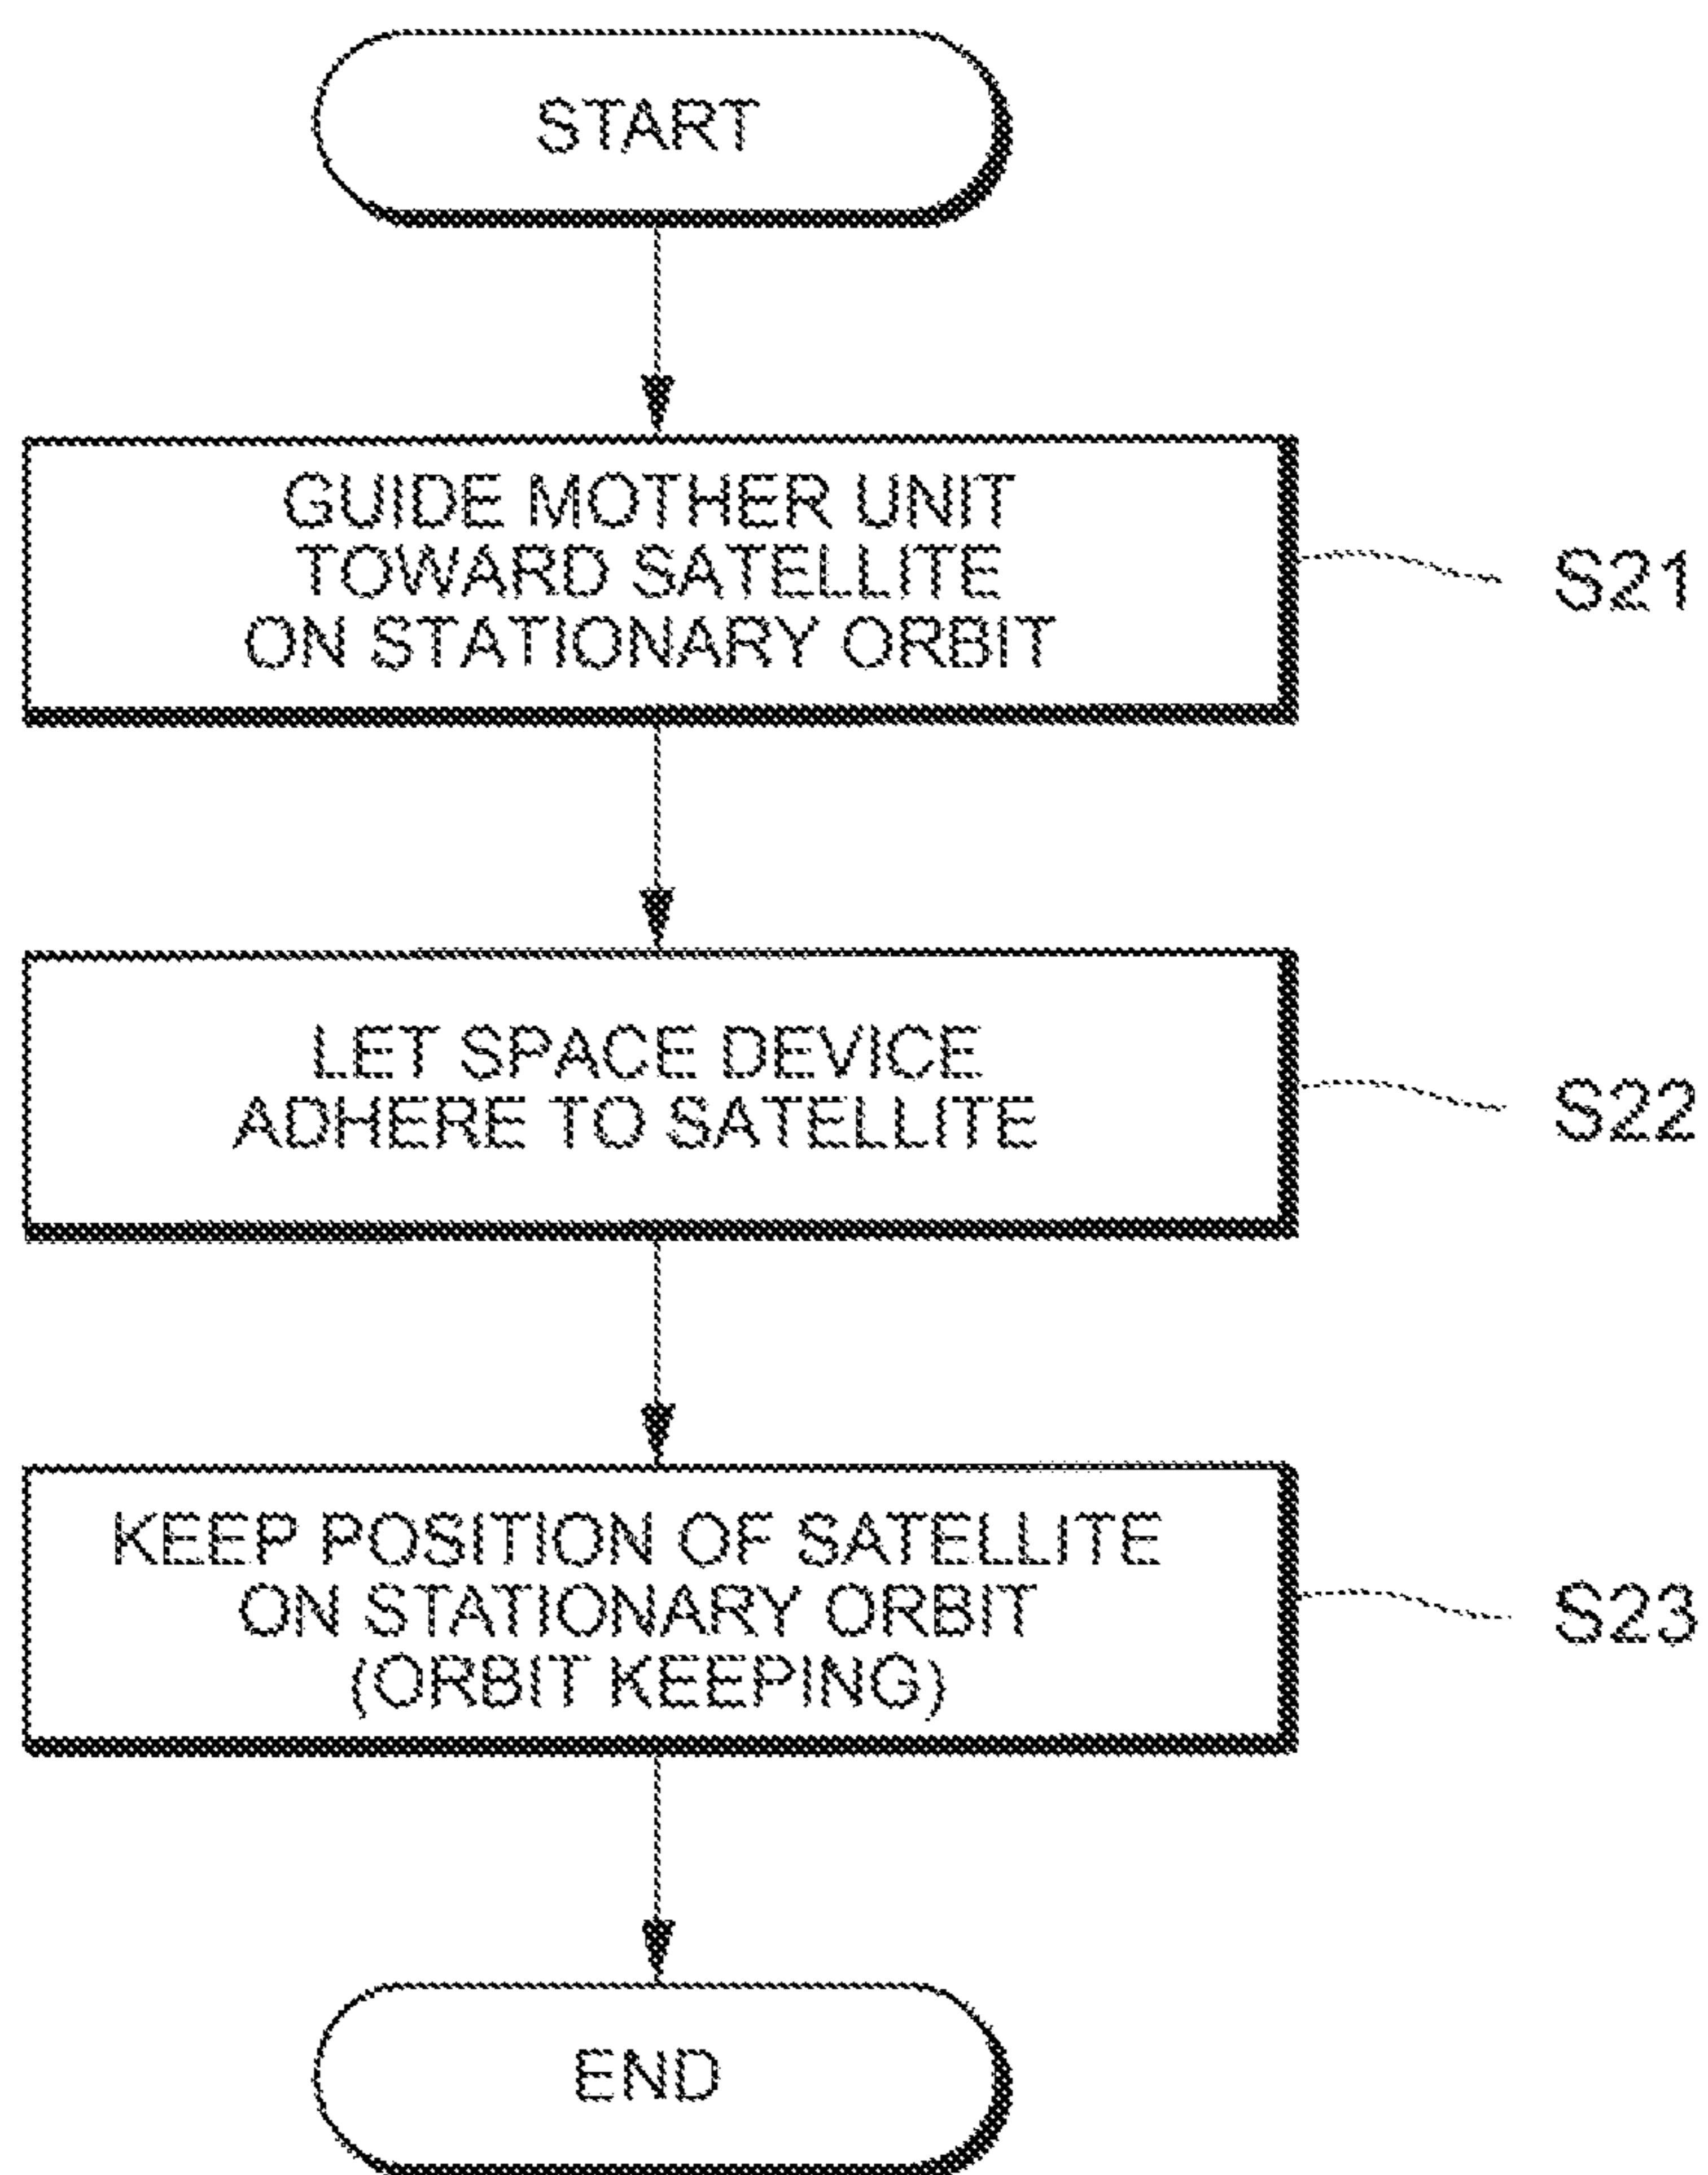 START
GUIDE MOTHER UNIT
TOWARD SATELLITE
ON STATIONARY ORBIT
S21
LET SPACE DEVICE
ADHERE TO SATELLITE
S22
KEEP POSITION OF SATELLITE
ON STATIONARY ORBIT
(ORBIT KEEPING)
S23
END